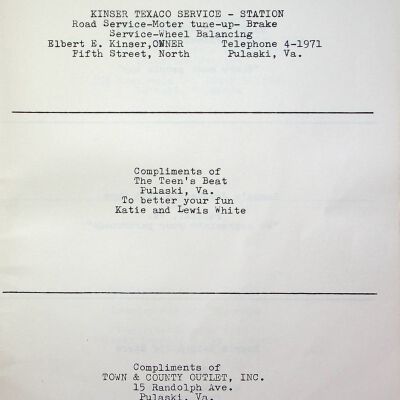 KINSER TEXACO SERVICE - STATION
Road Service-Moter tune-up- Brake
Service-Wheel Balancing
Elbert E. Kinser,OWNER Telephone 4-1971
Fifth Street, North Pulaski, Va.
Compliments of
The Teen's Beat
Pulaski, Va.
To better your fun
Katie and Lewis White
Compliments of
TOWN & COUNTY OUTLET, INC.
15 Randolph Ave.
Pulaski, Va.